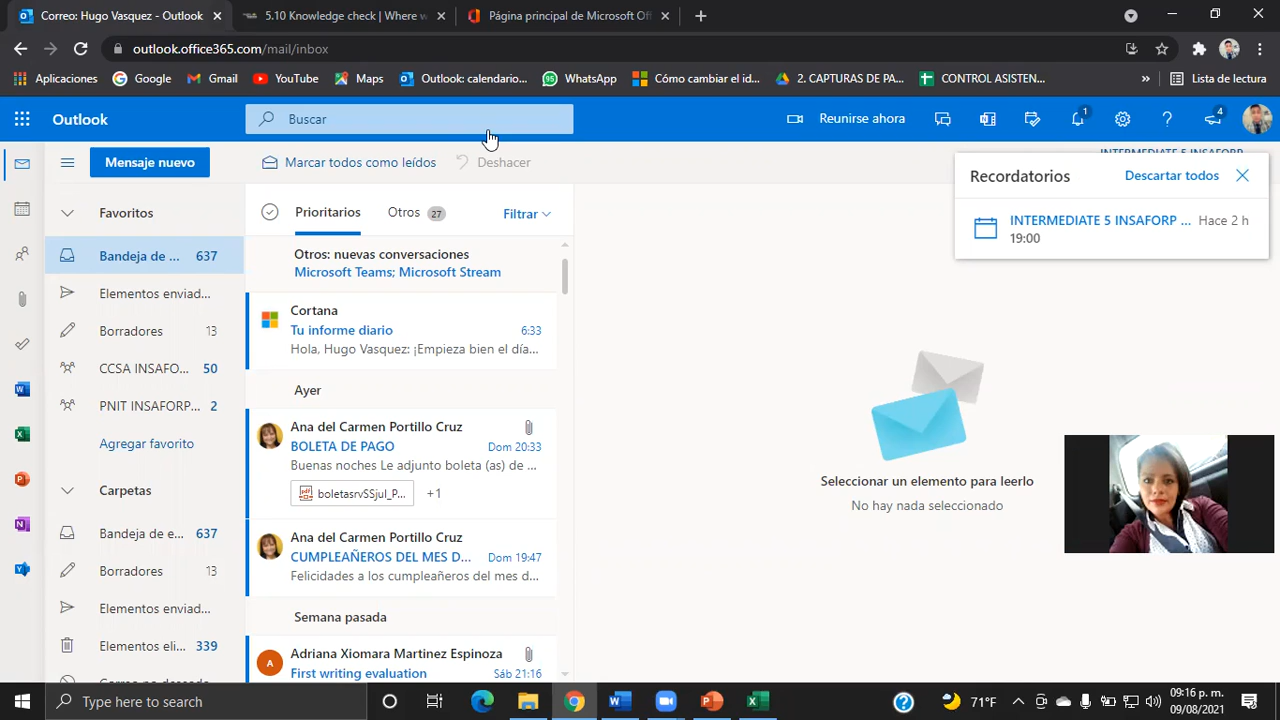 Correo: Hugo Vasquez - Outlook
5.10 Knowledge check | Where w
Página principal de Microsoft Off
outlook.office365.com/mail/inbox
Aplicaciones
Google
Gmail
YouTube
Maps
Outlook: calendario...
WhatsApp
Cómo cambiar el id...
2. CAPTURAS DE PA...
CONTROL ASISTEN...
»
Lista de lectura
Outlook
Buscar
Reunirse ahora
1
4
Mensaje nuevo
Marcar todos como leídos
Deshacer
Recordatorios
Descartar todos
INTERMEDIATE 5 INSAFORP ...
Hace 2 h
19:00
Favoritos
Bandeja de ... 637
Elementos enviad...
Borradores 13
CCSA INSAFO... 50
PNIT INSAFORP... 2
Agregar favorito
Carpetas
Bandeja de e... 637
Borradores 13
Elementos enviad...
Elementos eli... 339
Prioritarios
Otros 27
Filtrar
Otros: nuevas conversaciones
Microsoft Teams; Microsoft Stream
Cortana
Tu informe diario 6:33
Hola, Hugo Vasquez: ¡Empieza bien el día...
Ayer
Ana del Carmen Portillo Cruz
BOLETA DE PAGO Dom 20:33
Buenas noches Le adjunto boleta (as) de ...
boletasrvSSjul_P... +1
Ana del Carmen Portillo Cruz
CUMPLEAÑEROS DEL MES D... Dom 19:47
Felicidades a los cumpleañeros del mes d...
Semana pasada
A
Adriana Xiomara Martinez Espinoza
First writing evaluation Sáb 21:16
Seleccionar un elemento para leerlo
No hay nada seleccionado
Type here to search
71°F
09:16 p. m.
09/08/2021